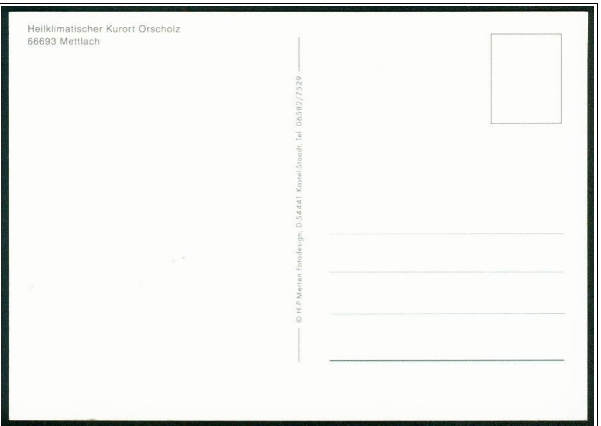 Heilklimatischer Kurort Orscholz
66693 Mettlach
© H.P. Merten Fotodesign, D.54441 Kastel-Staadt, Tel. 06582/7529